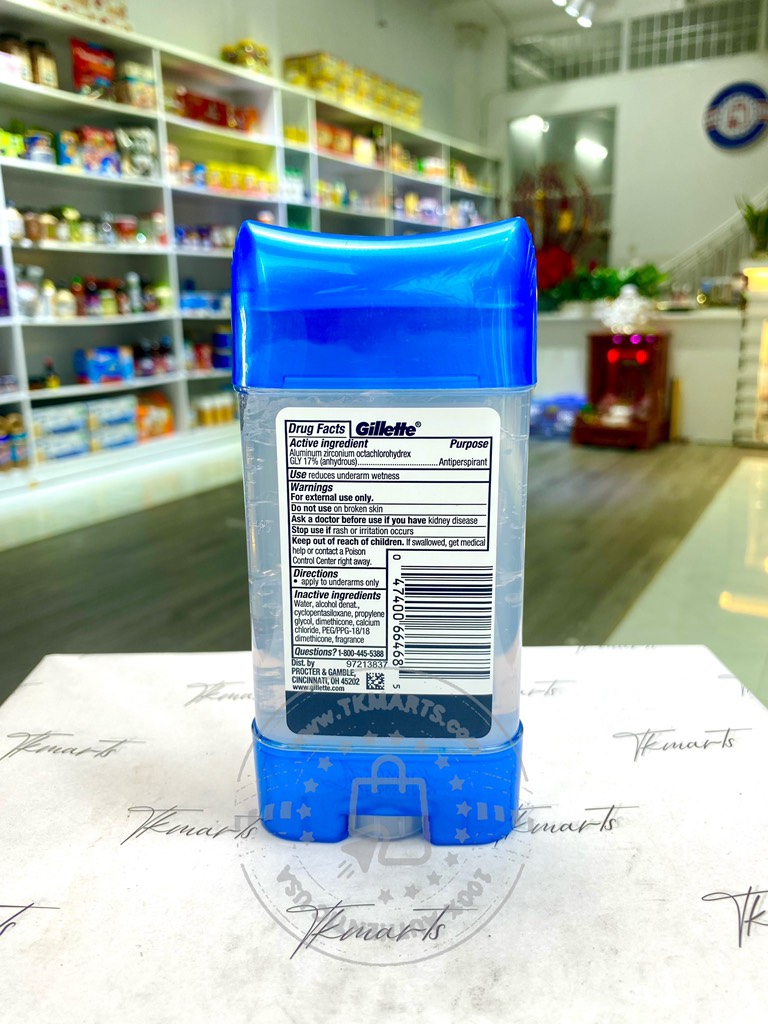 Drug Facts Gillette®
Active ingredient Purpose
Aluminum zirconium octachlorohydrex
GLY 17% (anhydrous)..............................Antiperspirant
Use reduces underarm wetness
Warnings
For external use only.
Do not use on broken skin
Ask a doctor before use if you have kidney disease
Stop use if rash or irritation occurs
Keep out of reach of children. If swallowed, get medical
help or contact a Poison
Control Center right away.
Directions
• apply to underarms only
Inactive ingredients
Water, alcohol denat.,
cyclopentasiloxane, propylene
glycol, dimethicone, calcium
chloride, PEG/PPG-18/18
dimethicone, fragrance
Questions? 1-800-445-5388
Dist. by 97213837
PROCTER & GAMBLE,
CINCINNATI, OH 45202
www.gillette.com
0 47400 66468 5
www.TKMARTS.com
100% AUTHENTIC USA
Tkmarts
Tkmarts
Tkmarts
Tkmarts
Tkmarts